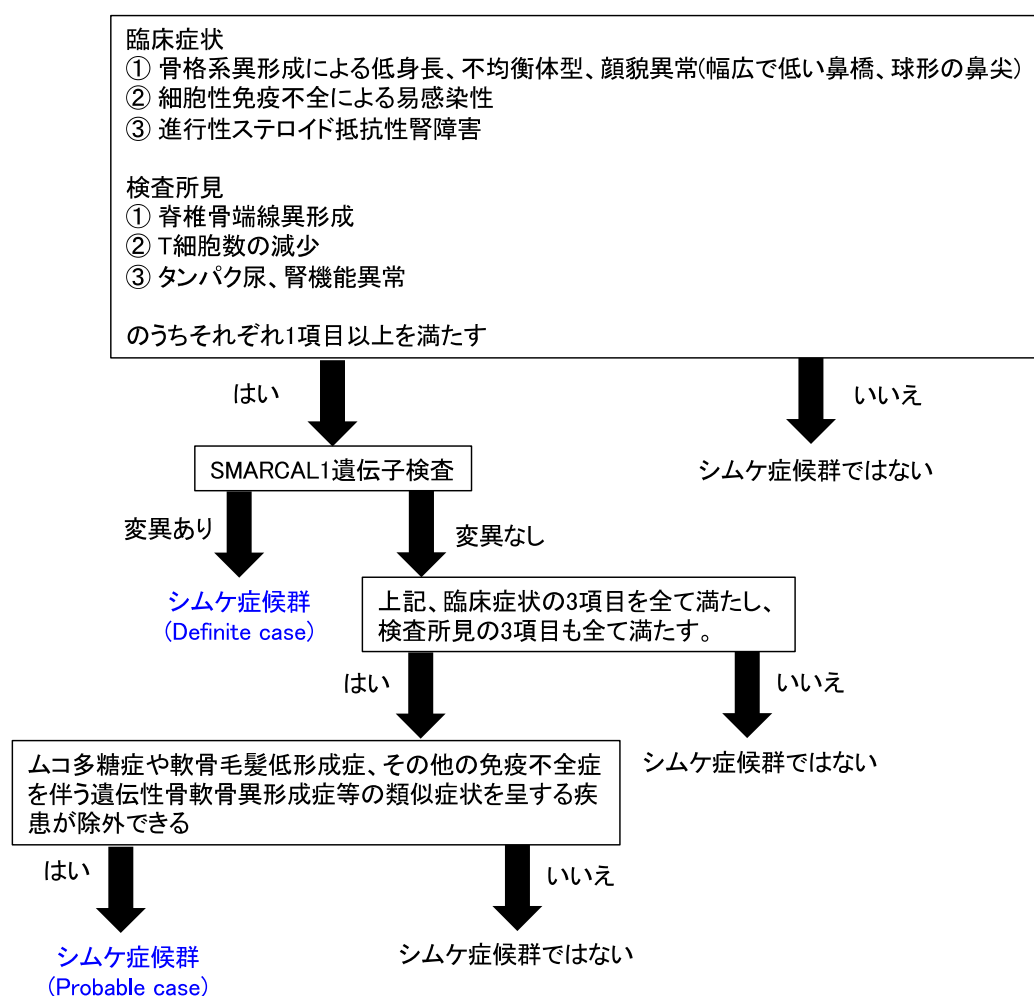 臨床症状
① 骨格系異形成による低身長、不均衡体型、顔貌異常(幅広で低い鼻橋、球形の鼻尖)
② 細胞性免疫不全による易感染性
③ 進行性ステロイド抵抗性腎障害
検査所見
① 脊椎骨端線異形成
② T細胞数の減少
③ タンパク尿、腎機能異常
のうちそれぞれ1項目以上を満たす
はい
いいえ
SMARCAL1遺伝子検査
シムケ症候群ではない
変異あり
変異なし
シムケ症候群
(Definite case)
上記、臨床症状の3項目を全て満たし、
検査所見の3項目も全て満たす。
はい
いいえ
ムコ多糖症や軟骨毛髪低形成症、その他の免疫不全症
を伴う遺伝性骨軟骨異形成症等の類似症状を呈する疾
患が除外できる
シムケ症候群ではない
はい
いいえ
シムケ症候群
(Probable case)
シムケ症候群ではない